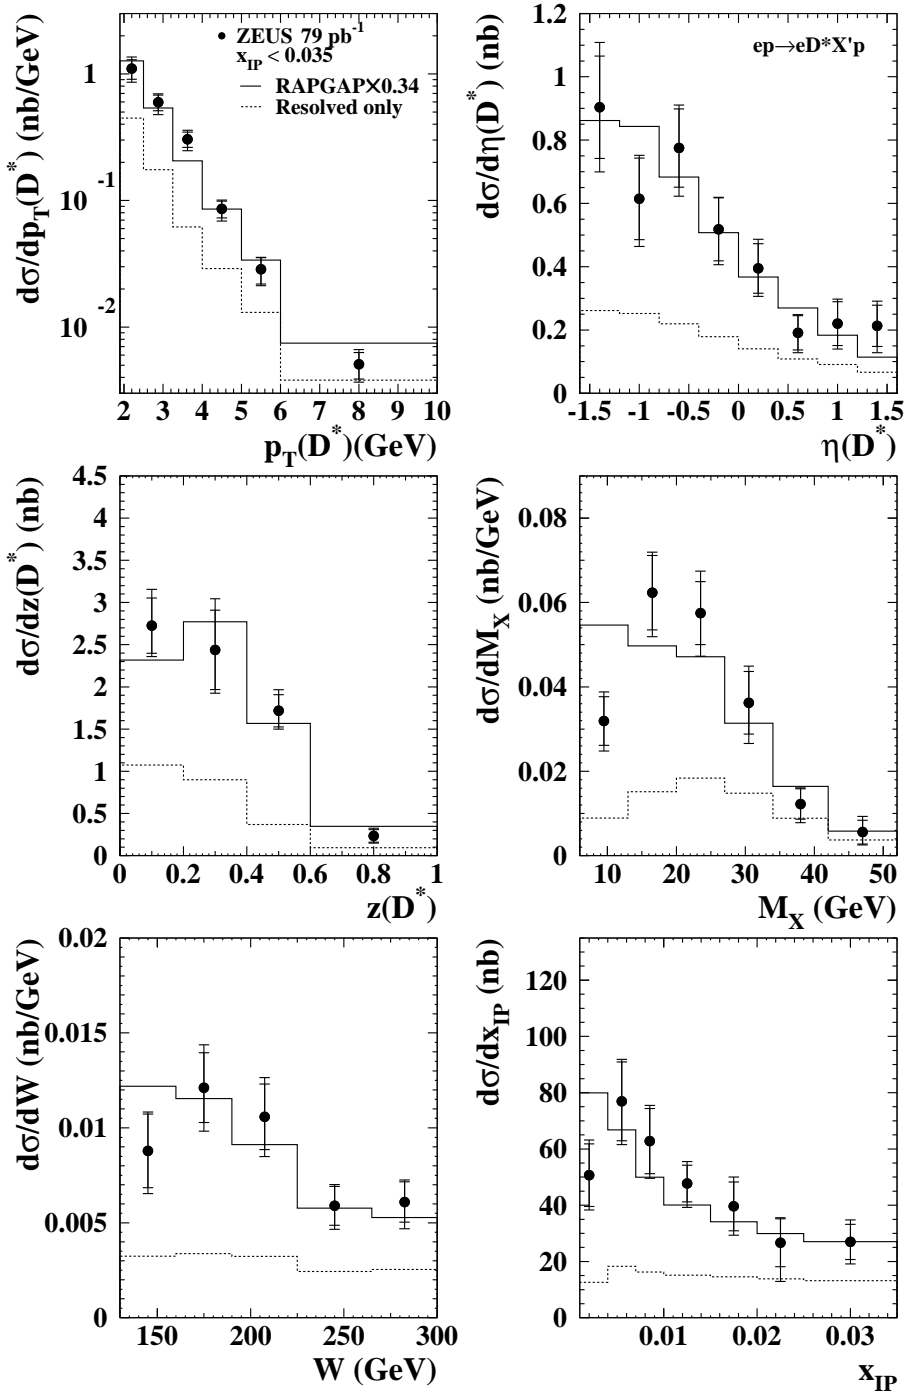 dσ/dp_T(D^*) (nb/GeV)
1
10^-1
10^-2
ZEUS 79 pb^-1
x_IP < 0.035
RAPGAP×0.34
Resolved only
2 3 4 5 6 7 8 9 10
p_T(D^*)(GeV)
dσ/dη(D^*) (nb)
1.2
1
0.8
0.6
0.4
0.2
0
ep→eD*X'p
-1.5 -1 -0.5 0 0.5 1 1.5
η(D^*)
dσ/dz(D^*) (nb)
4.5
4
3.5
3
2.5
2
1.5
1
0.5
0
0 0.2 0.4 0.6 0.8 1
z(D^*)
dσ/dM_X (nb/GeV)
0.08
0.06
0.04
0.02
0
10 20 30 40 50
M_X (GeV)
dσ/dW (nb/GeV)
0.02
0.015
0.01
0.005
0
150 200 250 300
W (GeV)
dσ/dx_IP (nb)
120
100
80
60
40
20
0
0.01 0.02 0.03
x_IP